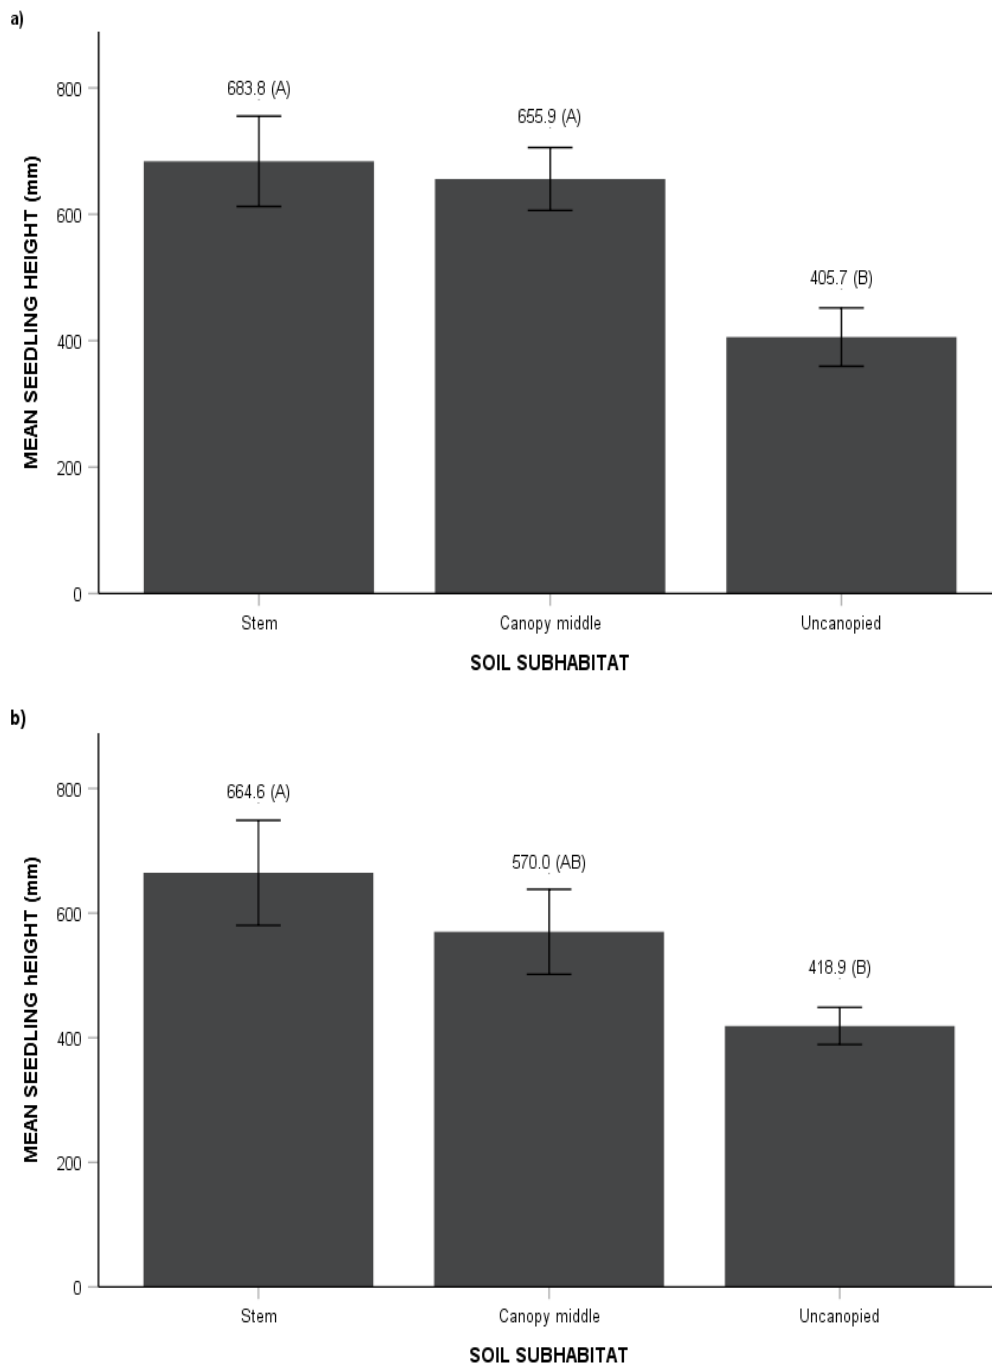 a)
MEAN SEEDLING HEIGHT (mm)
800
600
400
200
0
683.8 (A)
655.9 (A)
405.7 (B)
Stem
Canopy middle
Uncanopied
SOIL SUBHABITAT
b)
MEAN SEEDLING hEIGHT (mm)
800
600
400
200
0
664.6 (A)
570.0 (AB)
418.9 (B)
Stem
Canopy middle
Uncanopied
SOIL SUBHABITAT